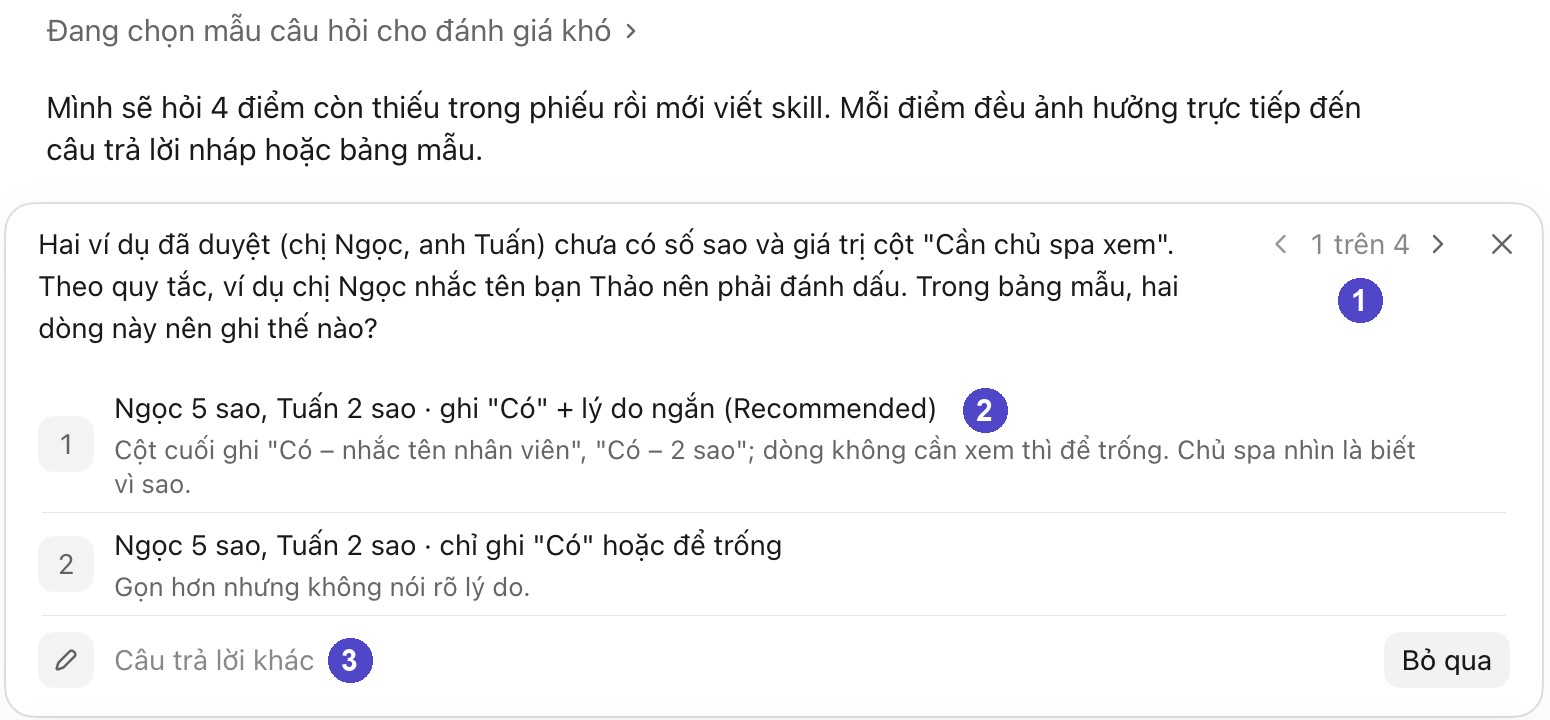 Đang chọn mẫu câu hỏi cho đánh giá khó >
Mình sẽ hỏi 4 điểm còn thiếu trong phiếu rồi mới viết skill. Mỗi điểm đều ảnh hưởng trực tiếp đến
câu trả lời nháp hoặc bảng mẫu.
Hai ví dụ đã duyệt (chị Ngọc, anh Tuấn) chưa có số sao và giá trị cột "Cần chủ spa xem".
Theo quy tắc, ví dụ chị Ngọc nhắc tên bạn Thảo nên phải đánh dấu. Trong bảng mẫu, hai
dòng này nên ghi thế nào?
< 1 trên 4 > ×
1
Ngọc 5 sao, Tuấn 2 sao · ghi "Có" + lý do ngắn (Recommended)
2
1
Cột cuối ghi "Có – nhắc tên nhân viên", "Có – 2 sao"; dòng không cần xem thì để trống. Chủ spa nhìn là biết
vì sao.
Ngọc 5 sao, Tuấn 2 sao · chỉ ghi "Có" hoặc để trống
2
Gọn hơn nhưng không nói rõ lý do.
Câu trả lời khác
3
Bỏ qua